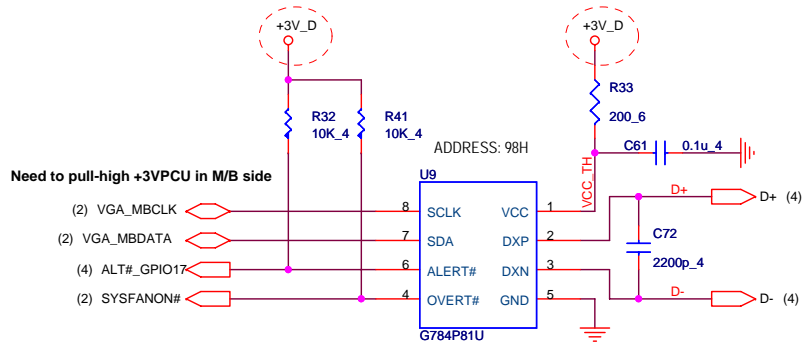 +3V_D
+3V_D
R33
200_6
R32
10K_4
R41
10K_4
ADDRESS: 98H
C61
0.1u_4
Need to pull-high +3VPCU in M/B side
U9
VCC_TH
(2) VGA_MBCLK
8
SCLK
VCC
1
D+
D+ (4)
(2) VGA_MBDATA
7
SDA
DXP
2
C72
2200p_4
(4) ALT#_GPIO17
6
ALERT#
DXN
3
D-
D- (4)
(2) SYSFANON#
4
OVERT#
GND
5
G784P81U